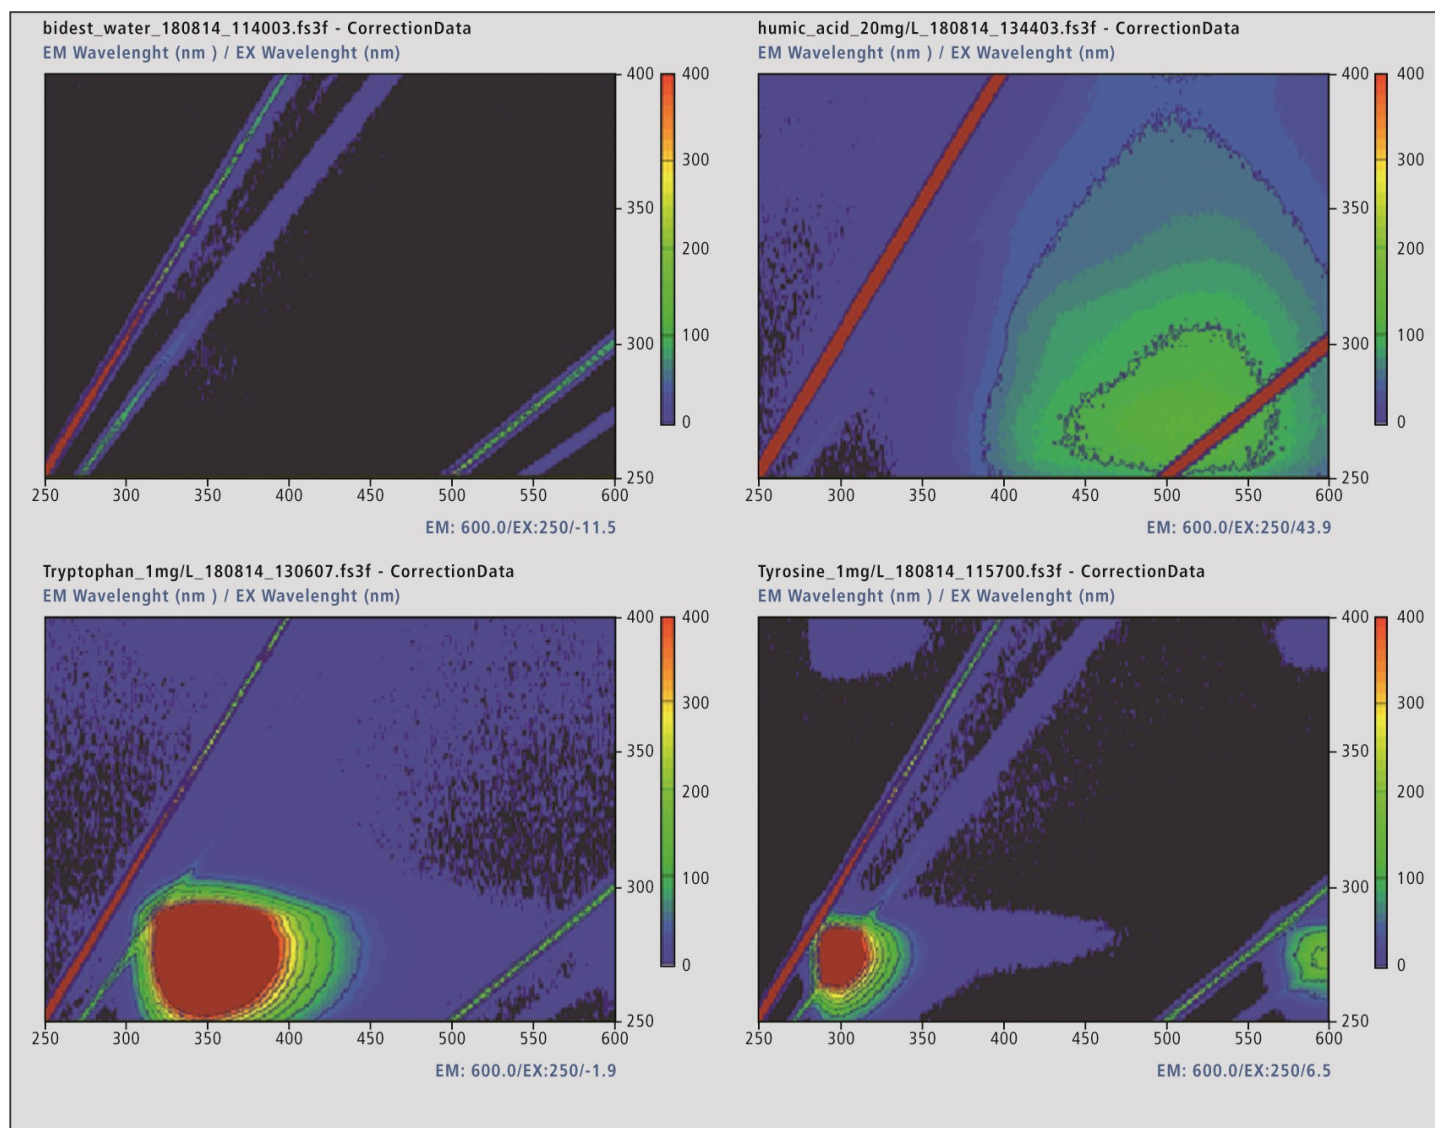 bidest_water_180814_114003.fs3f - CorrectionData
EM Wavelenght (nm ) / EX Wavelenght (nm)
400
350
300
250
400
300
200
100
0
250 300 350 400 450 500 550 600
EM: 600.0/EX:250/-11.5
humic_acid_20mg/L_180814_134403.fs3f - CorrectionData
EM Wavelenght (nm ) / EX Wavelenght (nm)
400
350
300
250
400
300
200
100
0
250 300 350 400 450 500 550 600
EM: 600.0/EX:250/43.9
Tryptophan_1mg/L_180814_130607.fs3f - CorrectionData
EM Wavelenght (nm ) / EX Wavelenght (nm)
400
350
300
250
400
300
200
100
0
250 300 350 400 450 500 550 600
EM: 600.0/EX:250/-1.9
Tyrosine_1mg/L_180814_115700.fs3f - CorrectionData
EM Wavelenght (nm ) / EX Wavelenght (nm)
400
350
300
250
400
300
200
100
0
250 300 350 400 450 500 550 600
EM: 600.0/EX:250/6.5